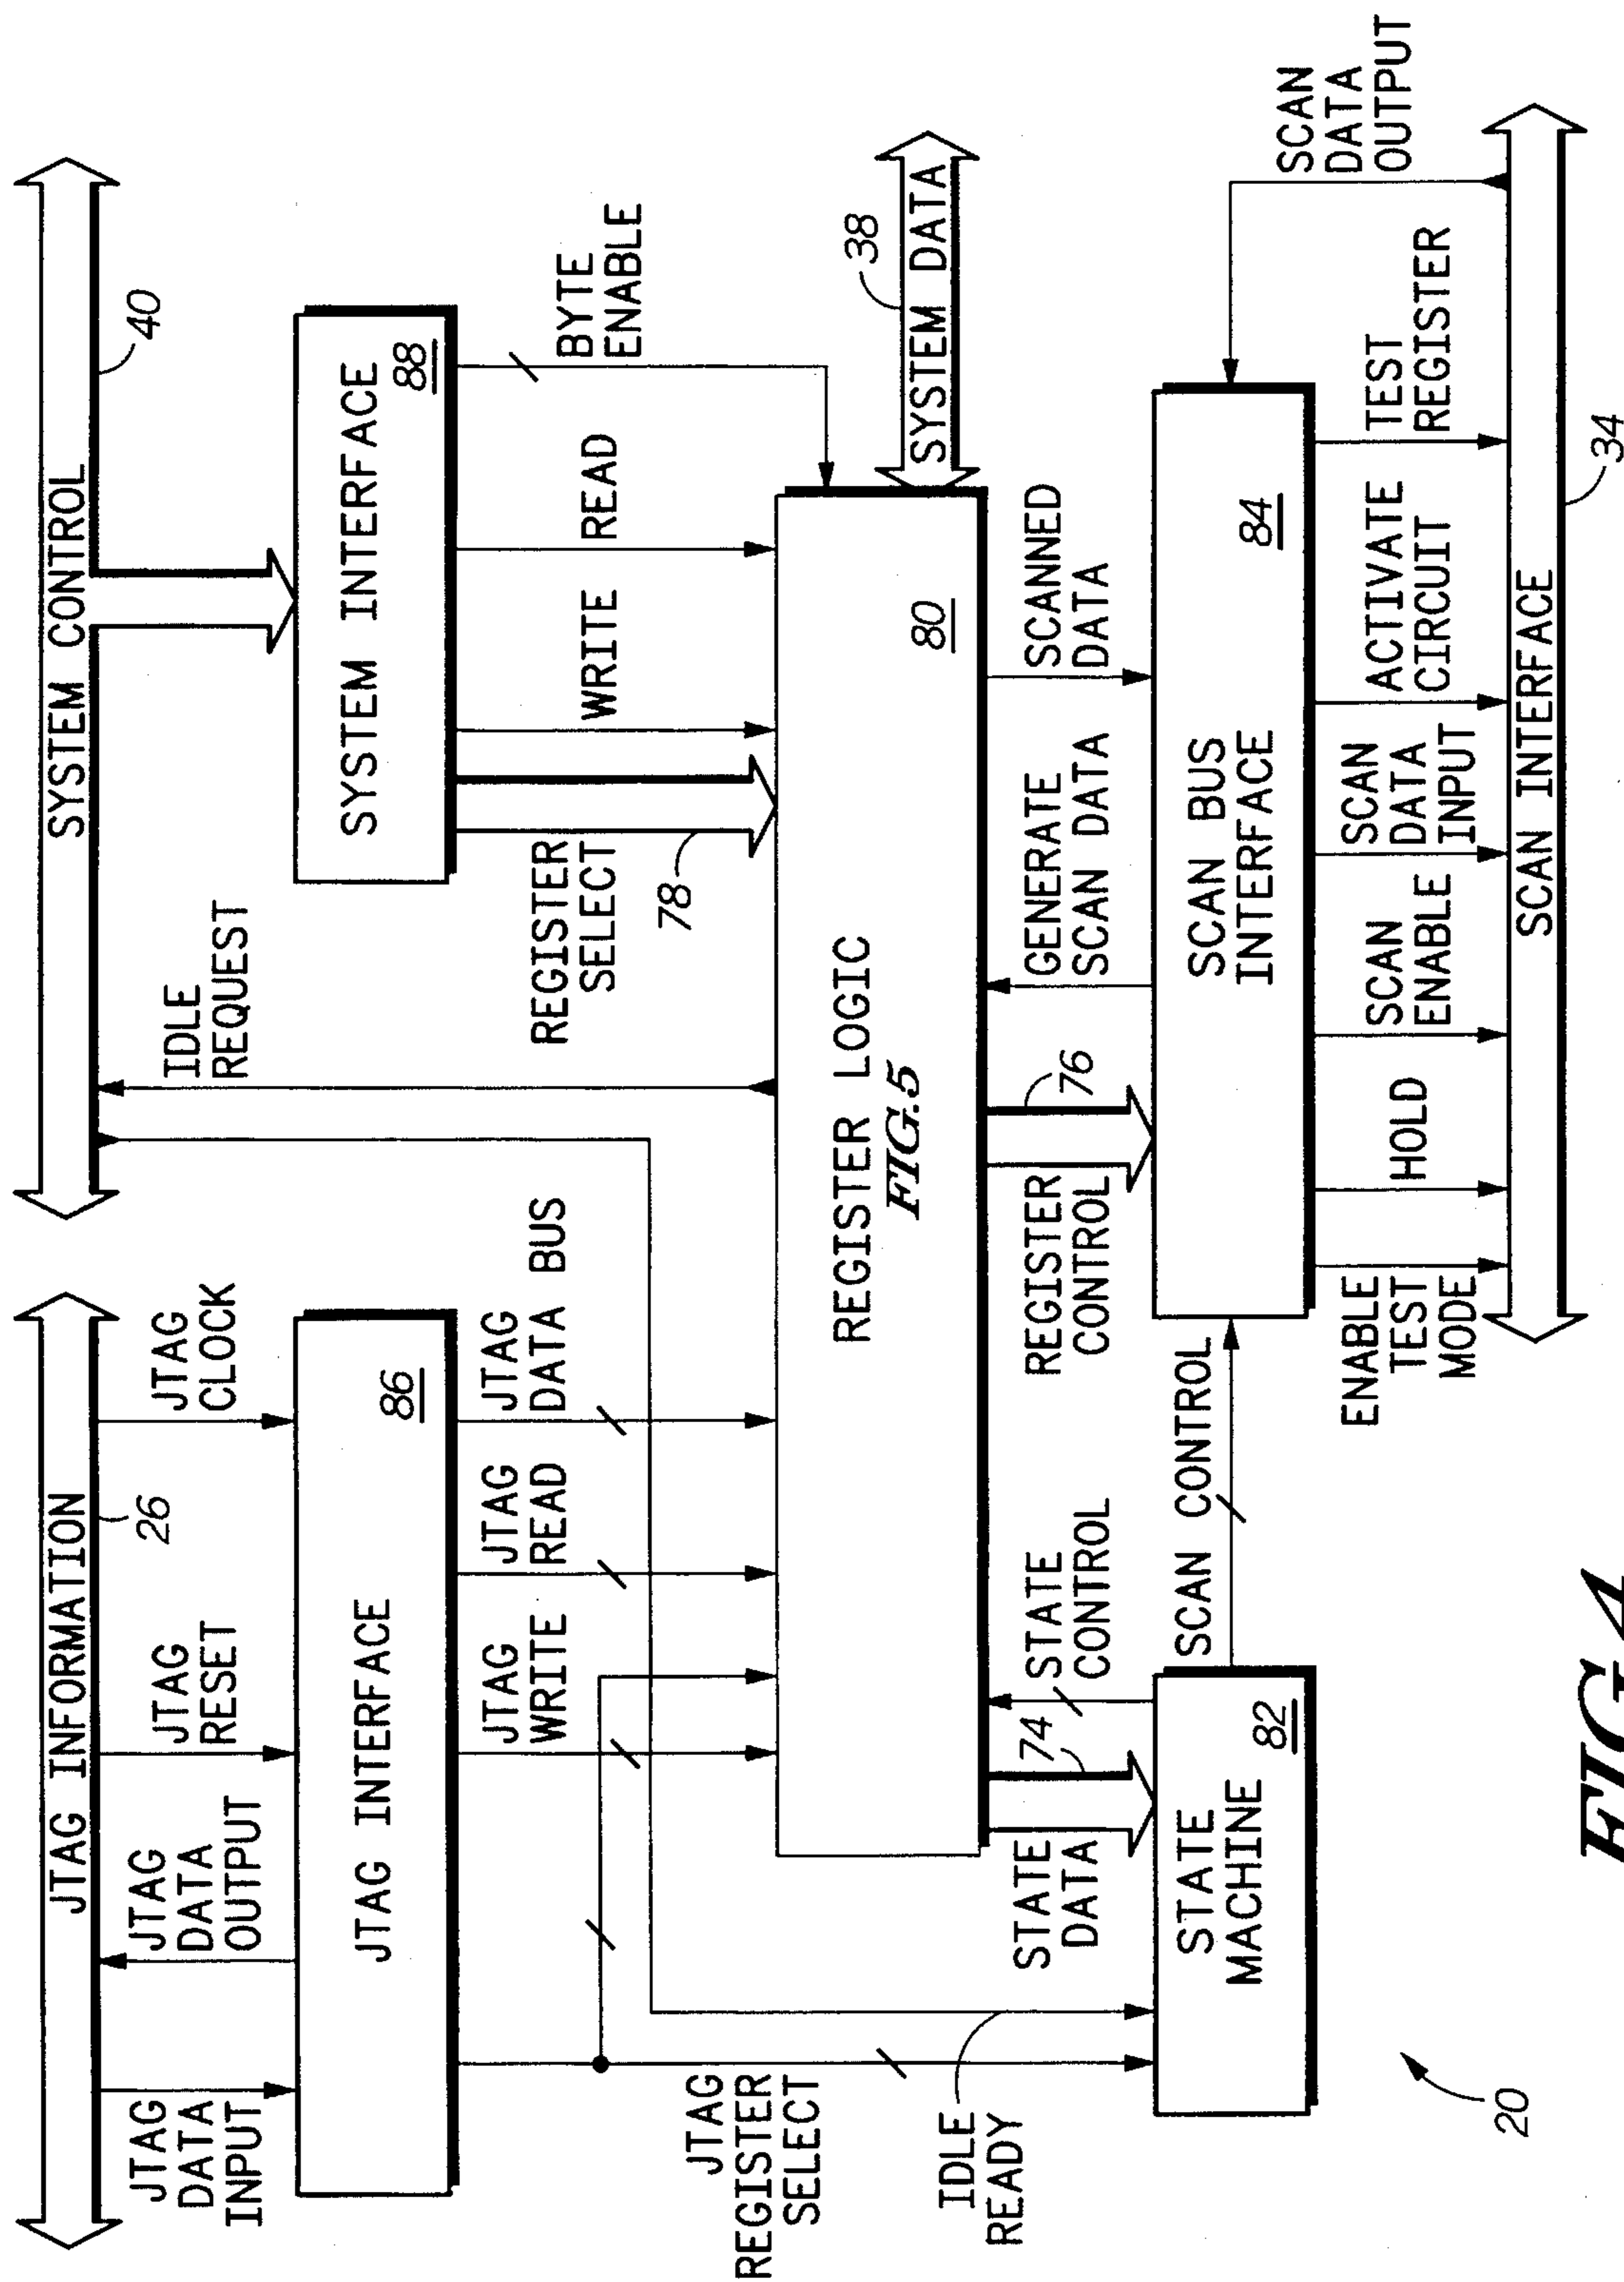 JTAG INFORMATION
26
SYSTEM CONTROL
40
JTAG
DATA
INPUT
JTAG
DATA
OUTPUT
JTAG
RESET
JTAG
CLOCK
IDLE
REQUEST
JTAG INTERFACE
86
SYSTEM INTERFACE
88
JTAG
WRITE
JTAG
READ
JTAG
DATA BUS
REGISTER
SELECT
78
WRITE
READ
BYTE
ENABLE
JTAG
REGISTER
SELECT
IDLE
READY
REGISTER LOGIC
FIG.5
80
38
SYSTEM DATA
STATE
DATA
74
STATE
CONTROL
REGISTER
CONTROL
76
GENERATE
SCAN DATA
SCANNED
DATA
STATE
MACHINE
82
SCAN CONTROL
SCAN BUS
INTERFACE
84
SCAN
DATA
OUTPUT
ENABLE
TEST
MODE
HOLD
SCAN
ENABLE
SCAN
DATA
INPUT
ACTIVATE
CIRCUIT
TEST
REGISTER
SCAN INTERFACE
34
20
FIG.4